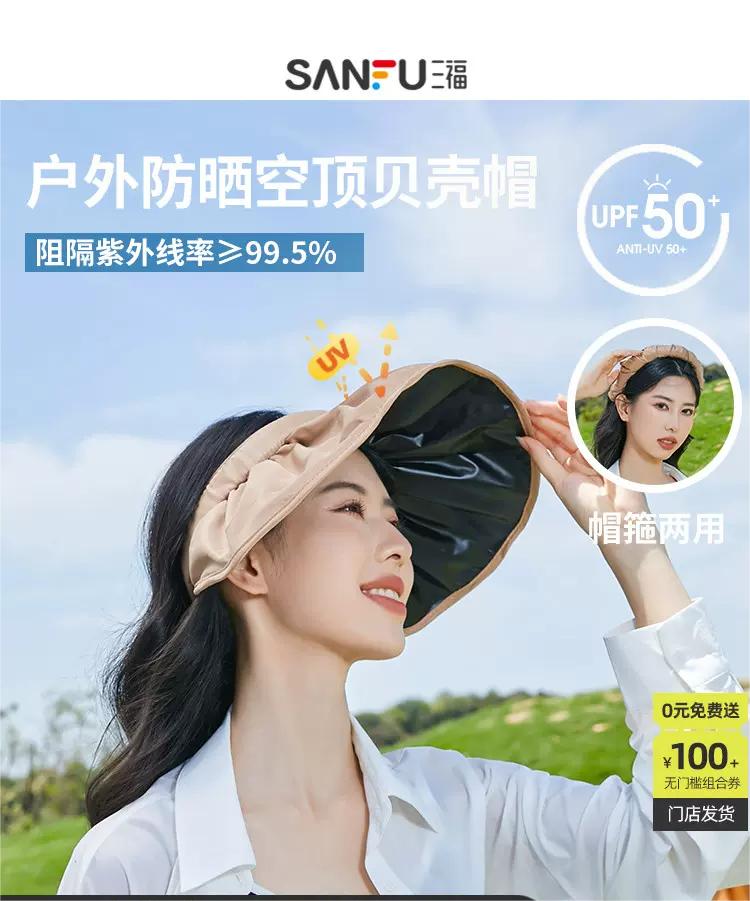 SANFU三福
户外防晒空顶贝壳帽
阻隔紫外线率≥99.5%
UPF50+
ANTI-UV 50+
UV
帽箍两用
0元免费送
¥100+
无门槛组合券
门店发货